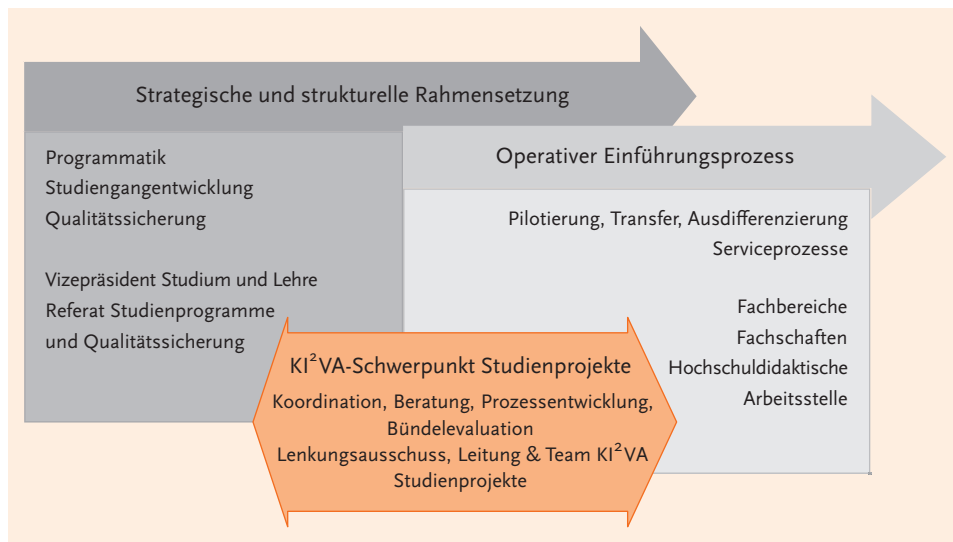 Strategische und strukturelle Rahmensetzung
Programmatik
Studiengangentwicklung
Qualitätssicherung
Vizepräsident Studium und Lehre
Referat Studienprogramme
und Qualitätssicherung
Operativer Einführungsprozess
Pilotierung, Transfer, Ausdifferenzierung
Serviceprozesse
Fachbereiche
Fachschaften
Hochschuldidaktische
Arbeitsstelle
KI²VA-Schwerpunkt Studienprojekte
Koordination, Beratung, Prozessentwicklung,
Bündelevaluation
Lenkungsausschuss, Leitung & Team KI²VA
Studienprojekte